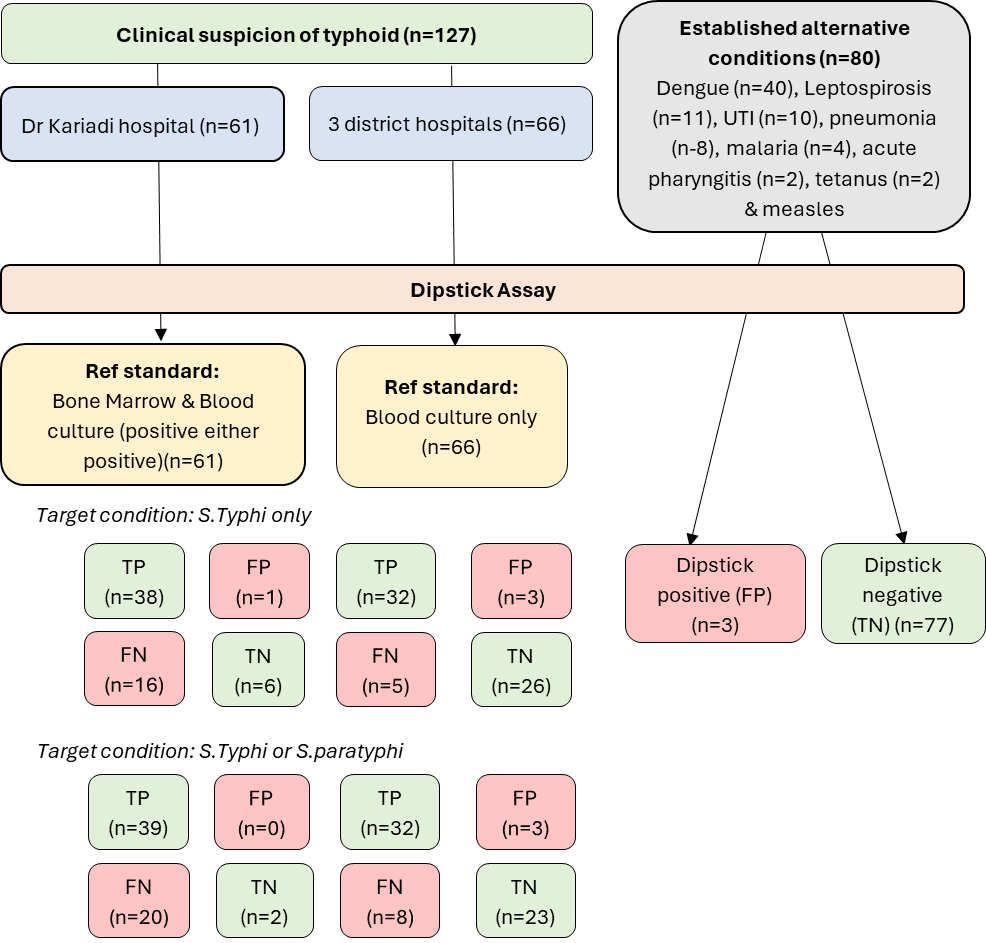 Clinical suspicion of typhoid (n=127)
Established alternative
conditions (n=80)
Dengue (n=40), Leptospirosis
(n=11), UTI (n=10), pneumonia
(n-8), malaria (n=4), acute
pharyngitis (n=2), tetanus (n=2)
& measles
Dr Kariadi hospital (n=61)
3 district hospitals (n=66)
Dipstick Assay
Ref standard:
Bone Marrow & Blood
culture (positive either
positive)(n=61)
Ref standard:
Blood culture only
(n=66)
Target condition: S.Typhi only
TP
(n=38)
FP
(n=1)
TP
(n=32)
FP
(n=3)
Dipstick
positive (FP)
(n=3)
Dipstick
negative
(TN) (n=77)
FN
(n=16)
TN
(n=6)
FN
(n=5)
TN
(n=26)
Target condition: S.Typhi or S.paratyphi
TP
(n=39)
FP
(n=0)
TP
(n=32)
FP
(n=3)
FN
(n=20)
TN
(n=2)
FN
(n=8)
TN
(n=23)